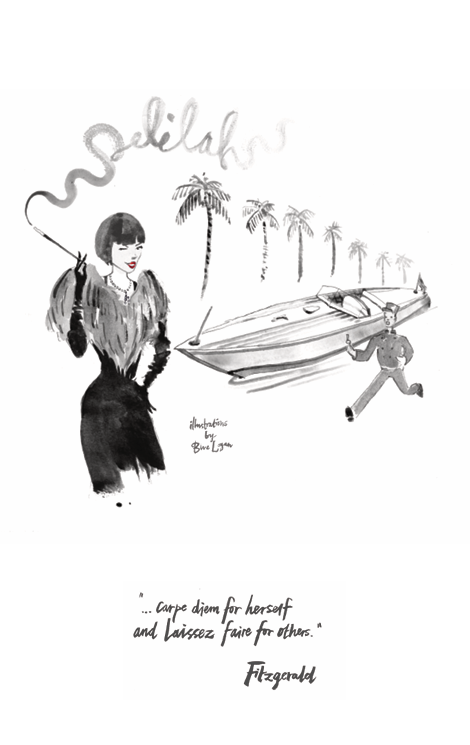 Delilah
illustrations
by
"... carpe diem for herself
and laissez faire for others."
Fitzgerald